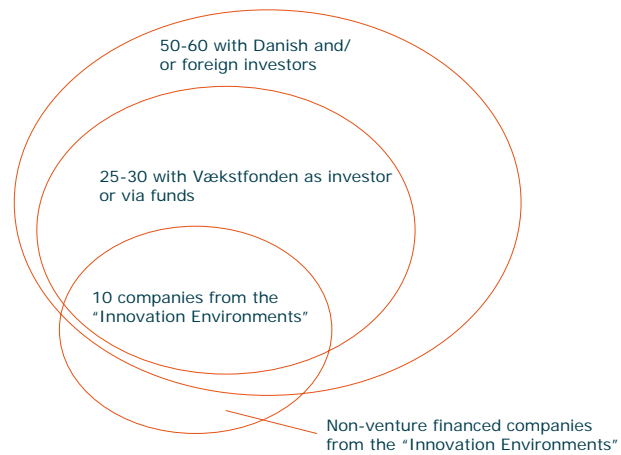 50-60 with Danish and/
or foreign investors
25-30 with Vækstfonden as investor
or via funds
10 companies from the
“Innovation Environments”
Non-venture financed companies
from the “Innovation Environments”